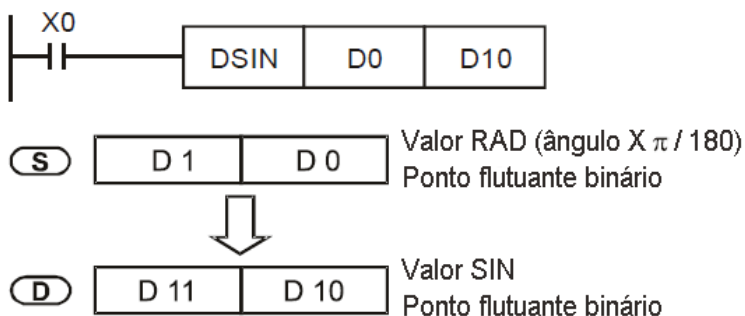 X0
DSIN D0 D10
S D 1 D 0 Valor RAD (ângulo X π / 180)
Ponto flutuante binário
D D 11 D 10 Valor SIN
Ponto flutuante binário